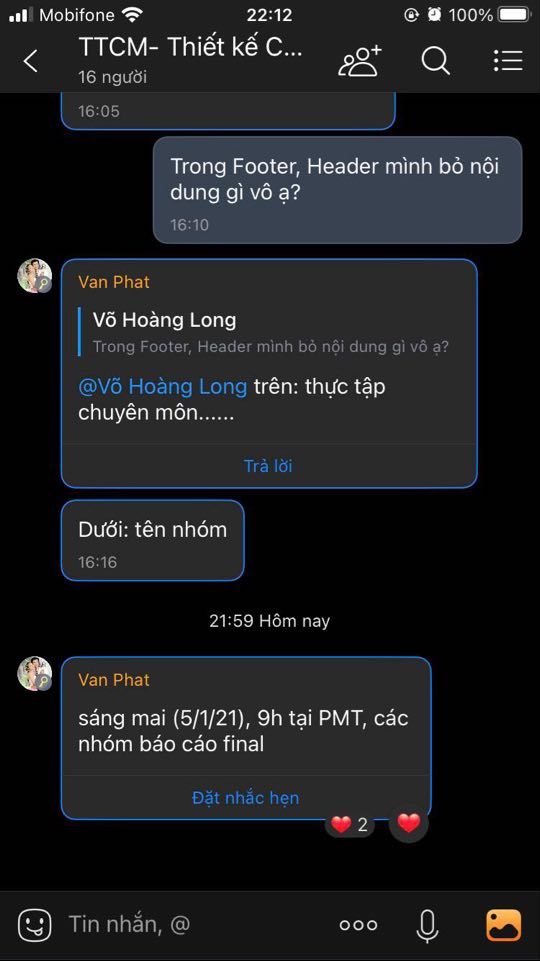 Mobifone 22:12 100%
TTCM- Thiết kế C...
16 người
16:05
Trong Footer, Header mình bỏ nội
dung gì vô ạ?
16:10
Van Phat
Võ Hoàng Long
Trong Footer, Header mình bỏ nội dung gì vô ạ?
@Võ Hoàng Long trên: thực tập
chuyên môn......
Trả lời
Dưới: tên nhóm
16:16
21:59 Hôm nay
Van Phat
sáng mai (5/1/21), 9h tại PMT, các
nhóm báo cáo final
Đặt nhắc hẹn
2
Tin nhắn, @